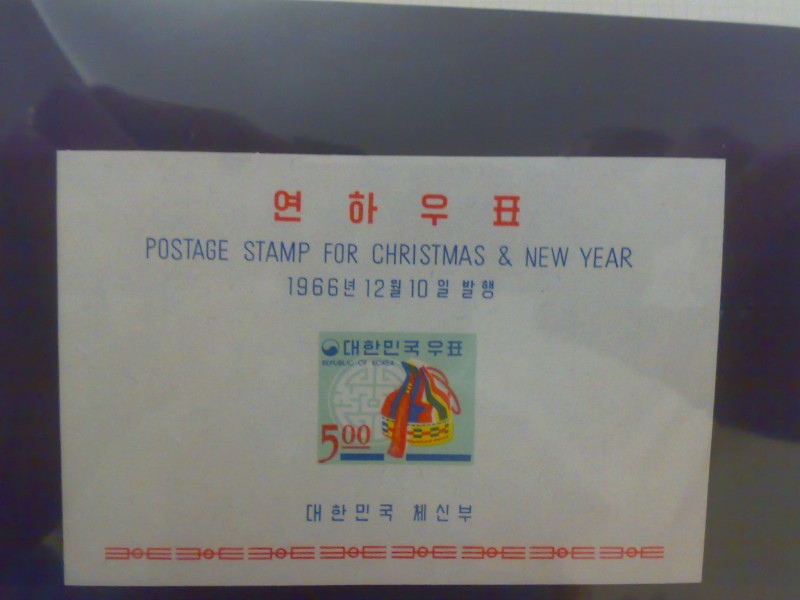 연하우표
POSTAGE STAMP FOR CHRISTMAS & NEW YEAR
1966년 12월 10일 발행
대한민국우표
REPUBLIC OF KOREA
5.00
대한민국 체신부